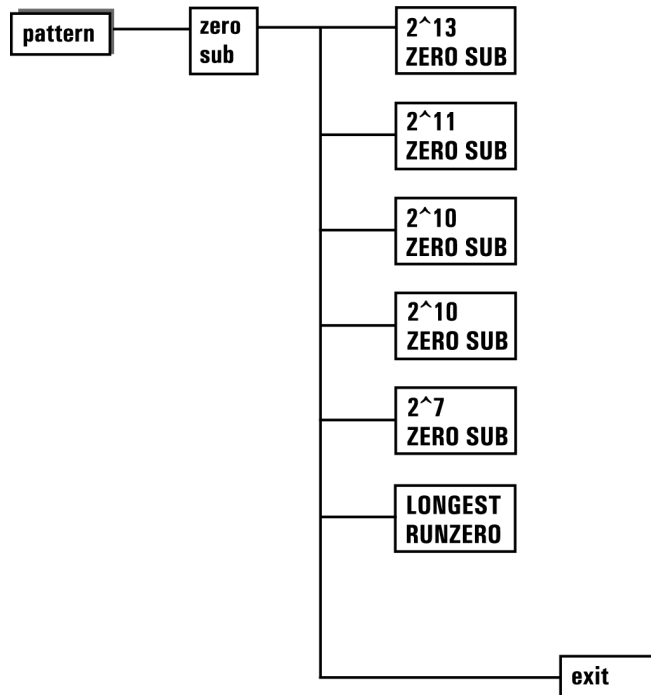 pattern
zero
sub
2^13
ZERO SUB
2^11
ZERO SUB
2^10
ZERO SUB
2^10
ZERO SUB
2^7
ZERO SUB
LONGEST
RUNZERO
exit